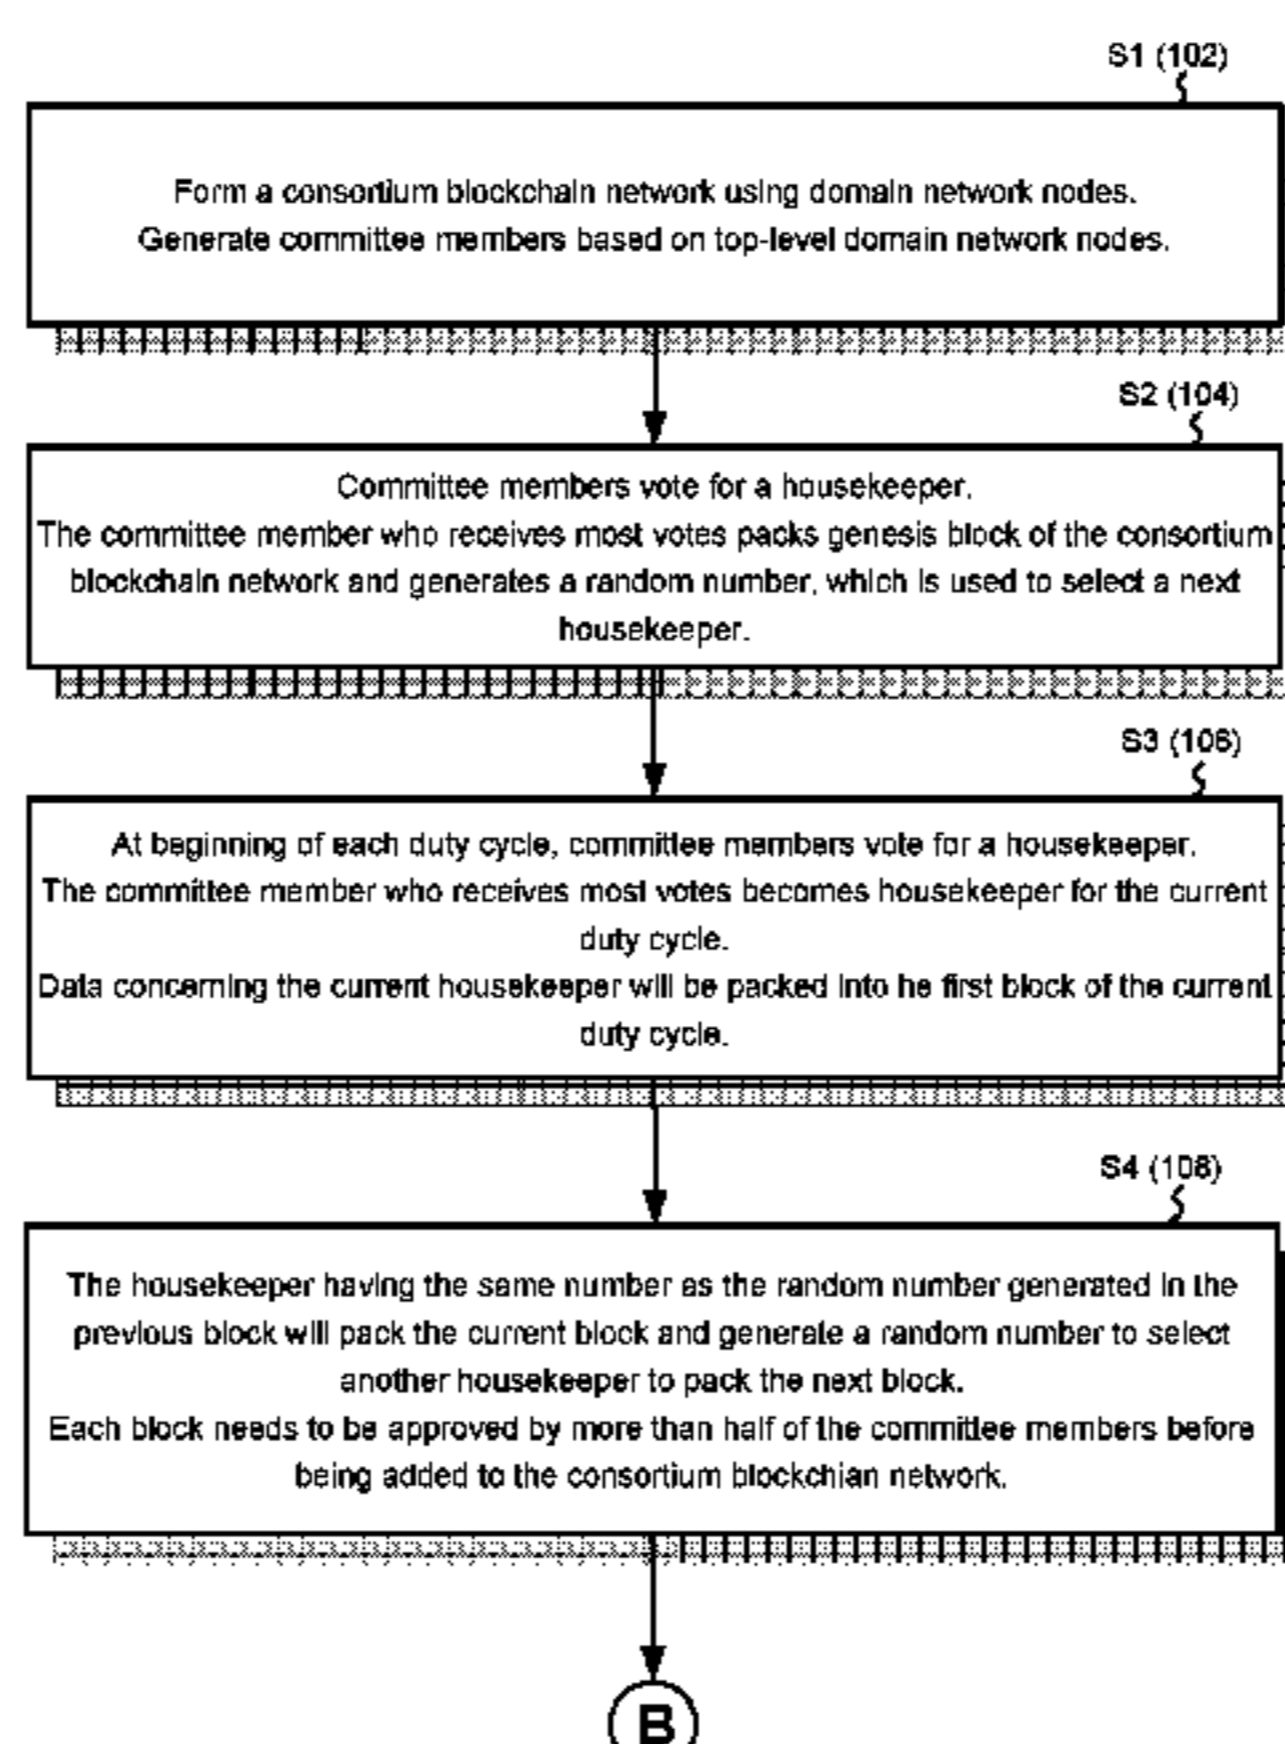 S1 (102)
Form a consortium blockchain network using domain network nodes.
Generate committee members based on top-level domain network nodes.
S2 (104)
Committee members vote for a housekeeper.
The committee member who receives most votes packs genesis block of the consortium
blockchain network and generates a random number, which is used to select a next
housekeeper.
S3 (106)
At beginning of each duty cycle, committee members vote for a housekeeper.
The committee member who receives most votes becomes housekeeper for the current
duty cycle.
Data concerning the current housekeeper will be packed into he first block of the current
duty cycle.
S4 (108)
The housekeeper having the same number as the random number generated in the
previous block will pack the current block and generate a random number to select
another housekeeper to pack the next block.
Each block needs to be approved by more than half of the committee members before
being added to the consortium blockchian network.
B